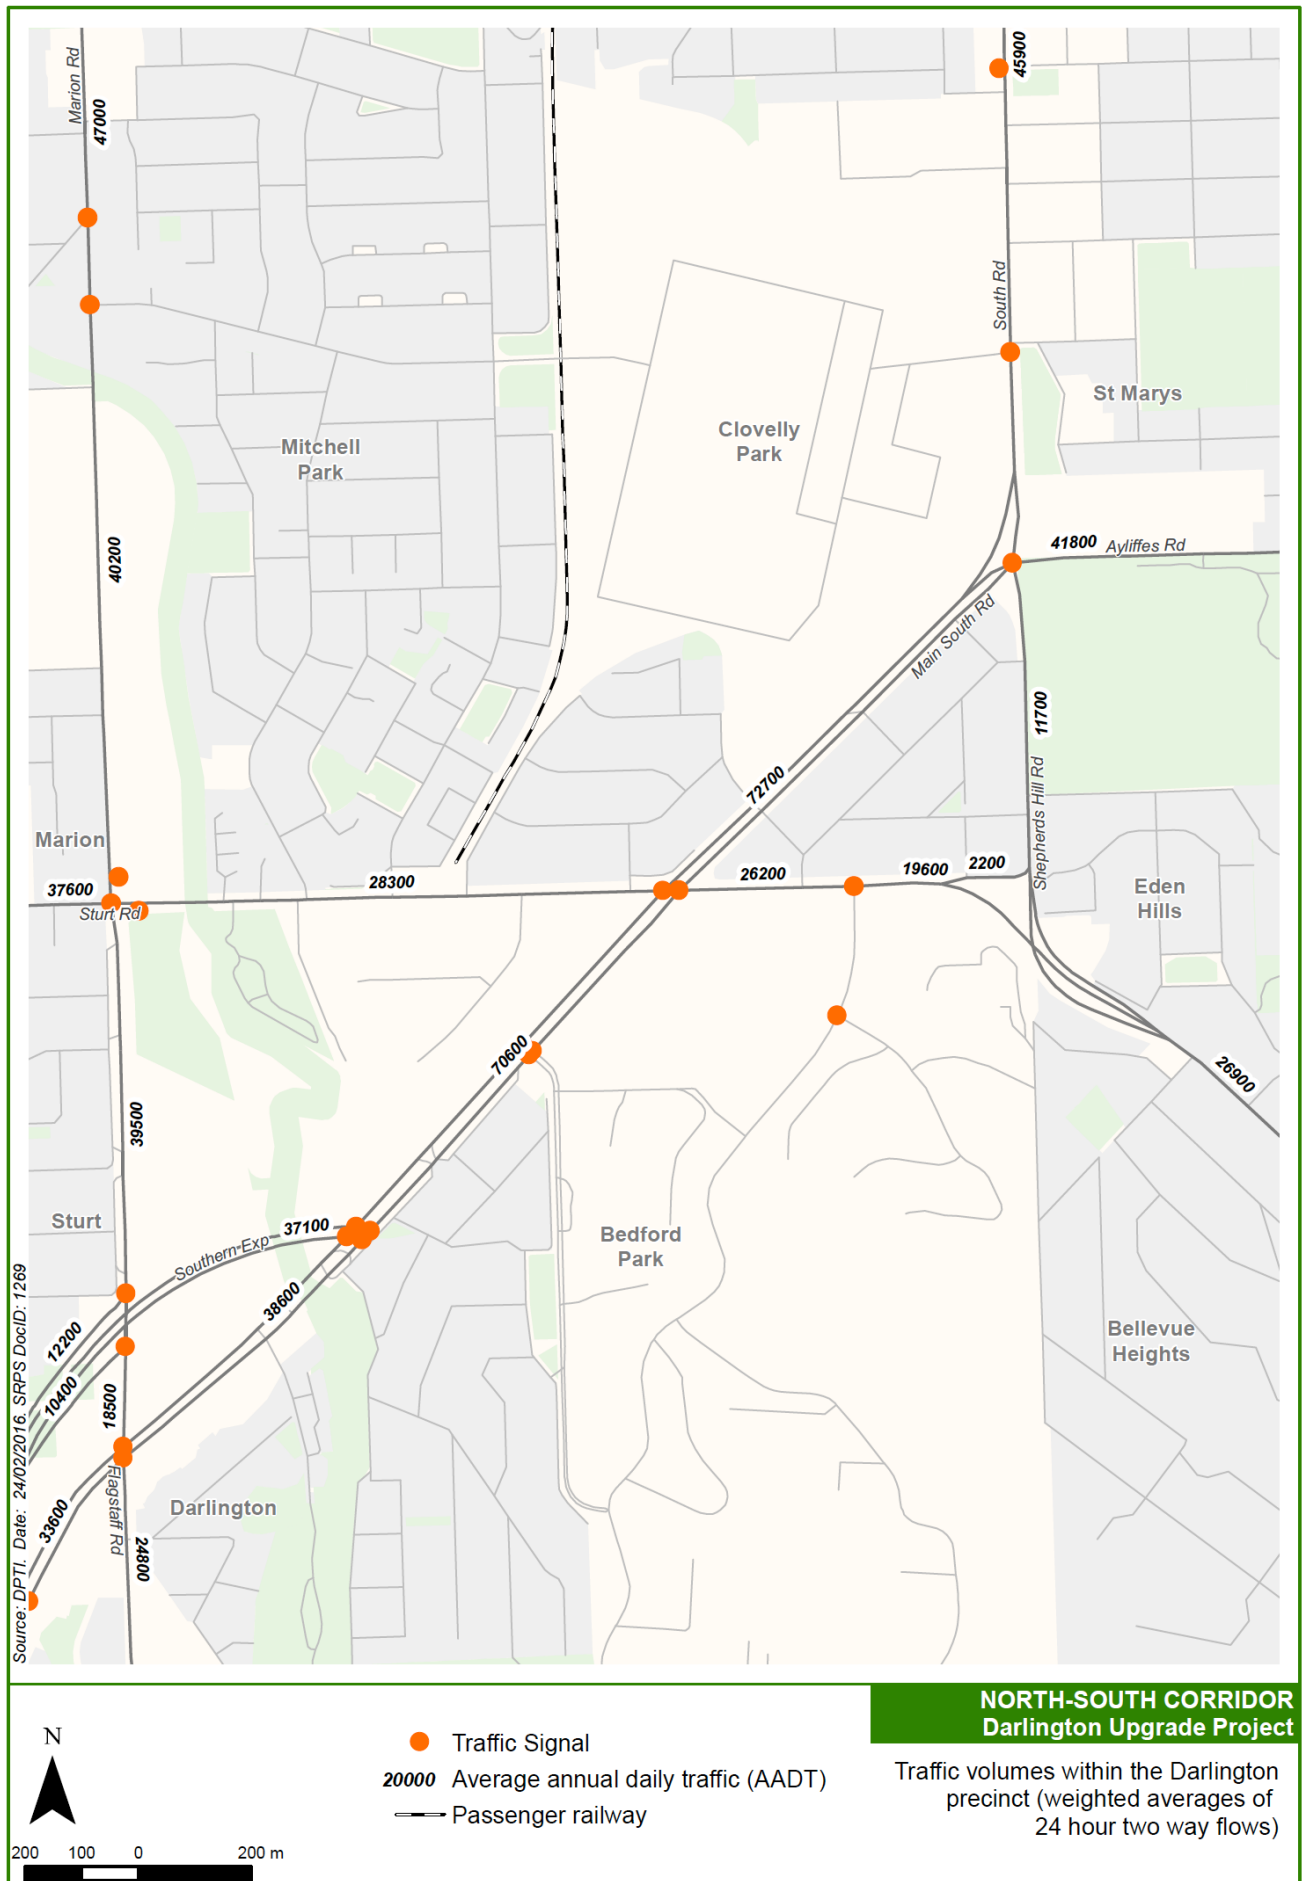 Marion Rd
47000
45900
South Rd
St Marys
Clovelly
Park
Mitchell
Park
40200
41800
Ayliffes Rd
Main South Rd
11700
72700
Shepherds Hill Rd
Marion
37600
28300
26200
19600
2200
Sturt Rd
Eden
Hills
70600
26900
39500
Sturt
37100
Southern Exp
Bedford
Park
38600
12200
Bellevue
Heights
10400
18500
Flagstaff Rd
33600
Darlington
24800
Source: DPTI. Date: 24/02/2016. SRPS DocID: 1269
NORTH-SOUTH CORRIDOR
Darlington Upgrade Project
N
Traffic Signal
20000 Average annual daily traffic (AADT)
Passenger railway
Traffic volumes within the Darlington
precinct (weighted averages of
24 hour two way flows)
200 100 0 200 m